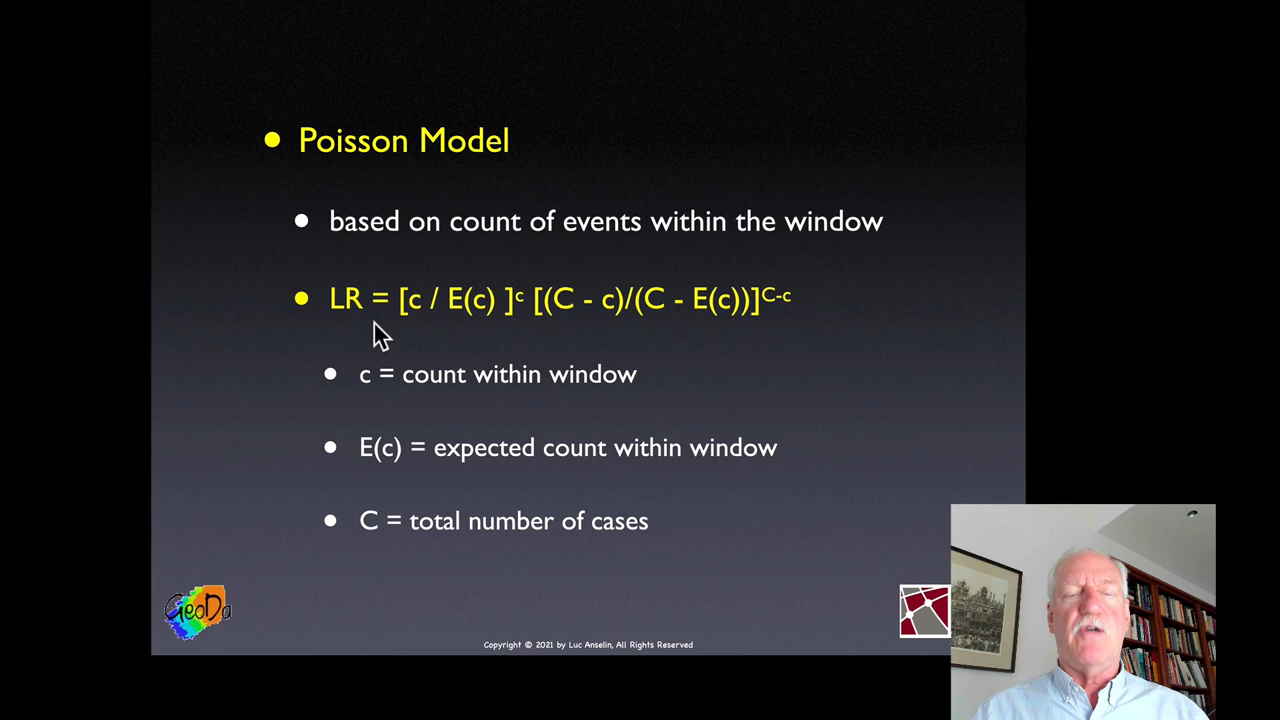 Poisson Model
based on count of events within the window
LR = [c / E(c) ]ᶜ [(C - c)/(C - E(c))]ᶜ⁻ᶜ
c = count within window
E(c) = expected count within window
C = total number of cases
GeoDa
Copyright © 2021 by Luc Anselin, All Rights Reserved